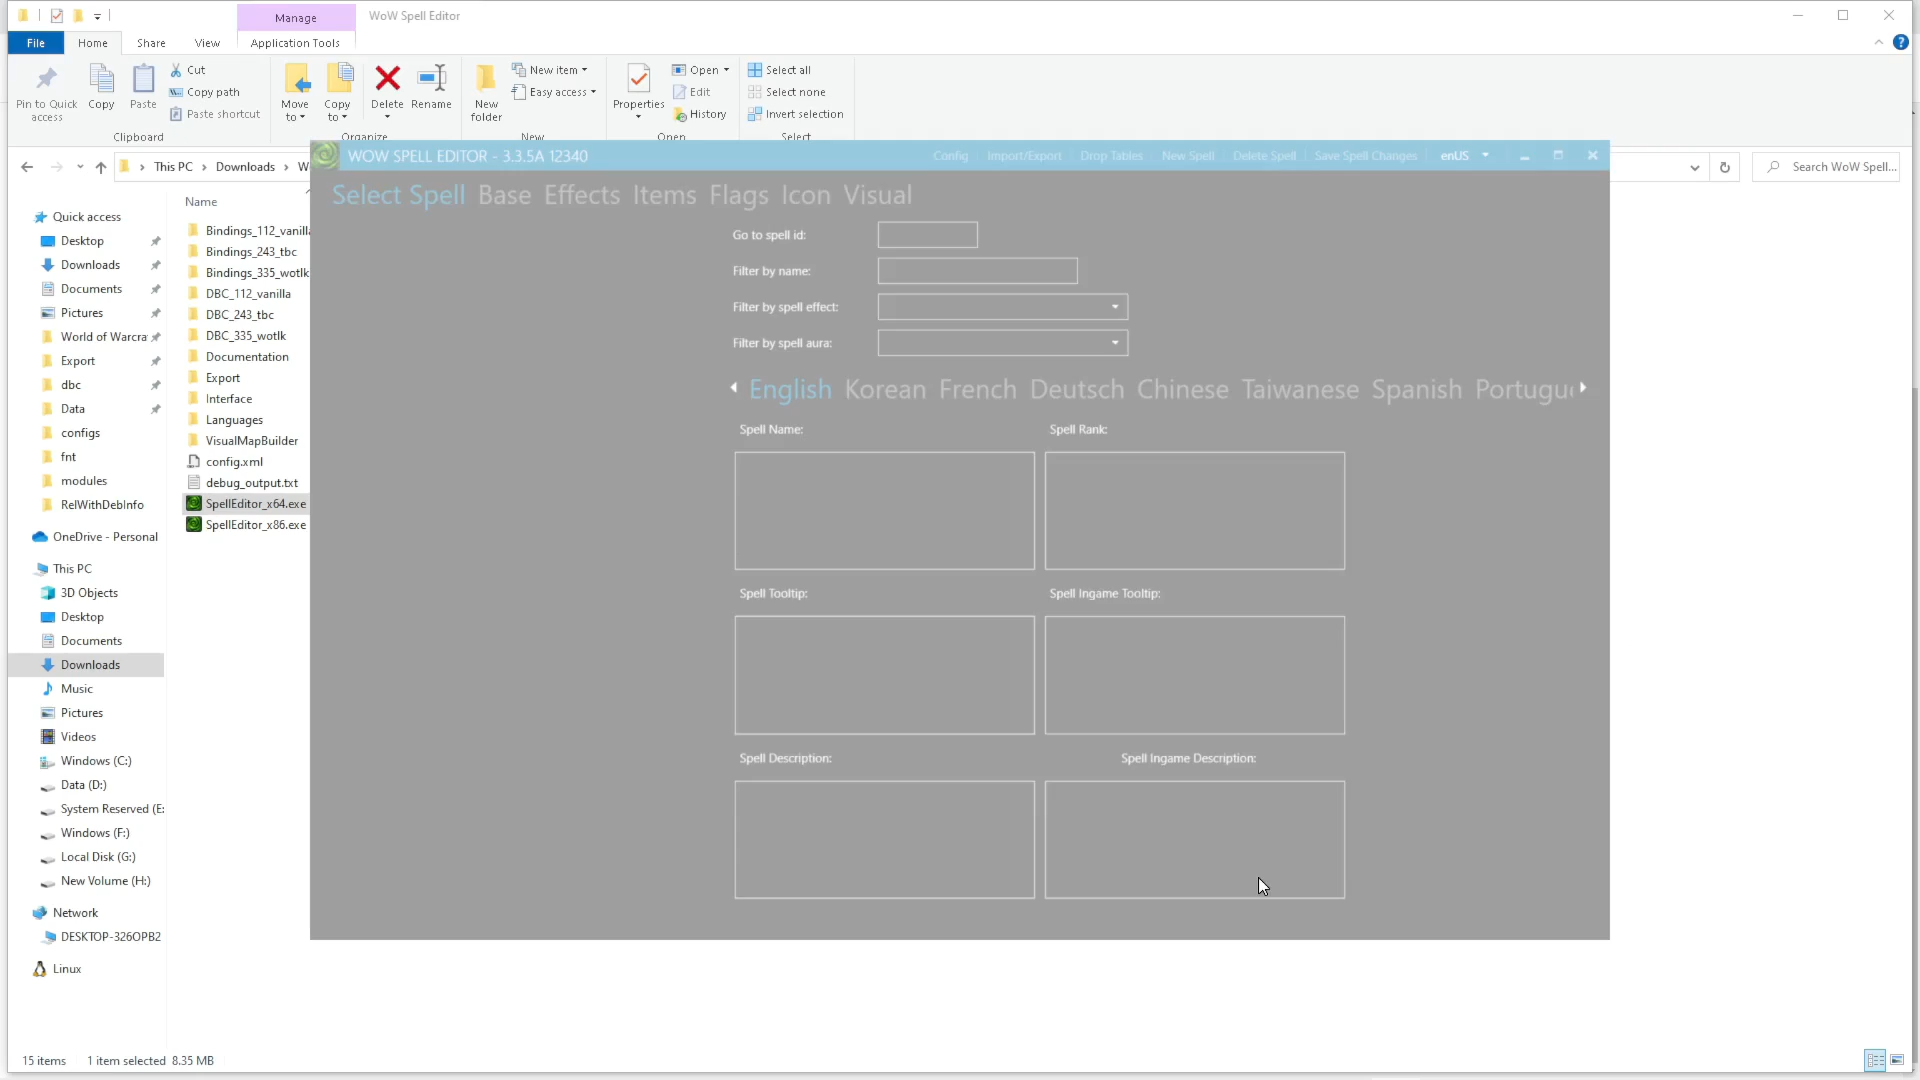 Manage
WoW Spell Editor
File
Home
Share
View
Application Tools
Pin to Quick access
Copy
Paste
Cut
Copy path
Paste shortcut
Clipboard
Move to
Copy to
Delete
Rename
Organize
New folder
New item
Easy access
New
Properties
Open
Edit
History
Open
Select all
Select none
Invert selection
Select
This PC
Downloads
Search WoW Spell...
Name
Quick access
Desktop
Downloads
Documents
Pictures
World of Warcra
Export
dbc
Data
configs
fnt
modules
RelWithDebInfo
OneDrive - Personal
This PC
3D Objects
Desktop
Documents
Downloads
Music
Pictures
Videos
Windows (C:)
Data (D:)
System Reserved (E:
Windows (F:)
Local Disk (G:)
New Volume (H:)
Network
DESKTOP-326OPB2
Linux
Bindings_112_vanilla
Bindings_243_tbc
Bindings_335_wotlk
DBC_112_vanilla
DBC_243_tbc
DBC_335_wotlk
Documentation
Export
Interface
Languages
VisualMapBuilder
config.xml
debug_output.txt
SpellEditor_x64.exe
SpellEditor_x86.exe
WOW SPELL EDITOR - 3.3.5A 12340
Config
Import/Export
Drop Tables
New Spell
Delete Spell
Save Spell Changes
enUS
Select Spell Base Effects Items Flags Icon Visual
Go to spell id:
Filter by name:
Filter by spell effect:
Filter by spell aura:
English Korean French Deutsch Chinese Taiwanese Spanish Portugu
Spell Name:
Spell Rank:
Spell Tooltip:
Spell Ingame Tooltip:
Spell Description:
Spell Ingame Description:
15 items
1 item selected 8.35 MB